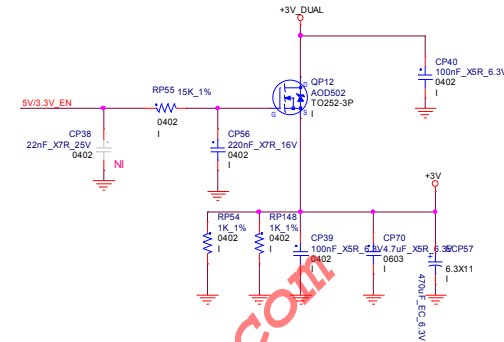 +3V_DUAL
CP40
100nF_X5R_6.3V
0402
I
QP12
AOD502
TO252-3P
I
D
G
S
RP55 15K_1%
0402
I
5V/3.3V_EN
CP38
22nF_X7R_25V
0402
NI
CP56
220nF_X7R_16V
0402
I
+3V
RP54
1K_1%
0402
I
RP148
1K_1%
0402
I
CP39
100nF_X5R_6.3V
0402
I
CP70
4.7uF_X5R_6.3V
0603
I
CP57
6.3X11
I
470uF_EC_6.3V
com